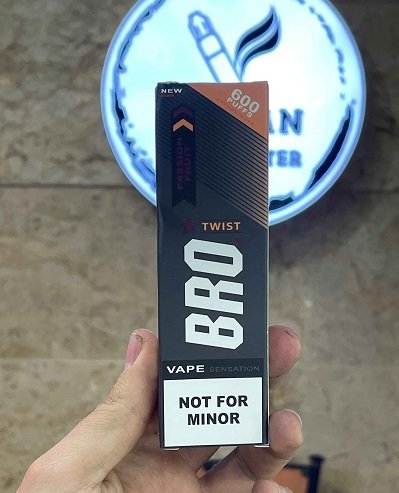 NEW
600
PUFFS
PASSION
FRUIT
TWIST
BRO
VAPE SENSATION
NOT FOR
MINOR
AN
TER